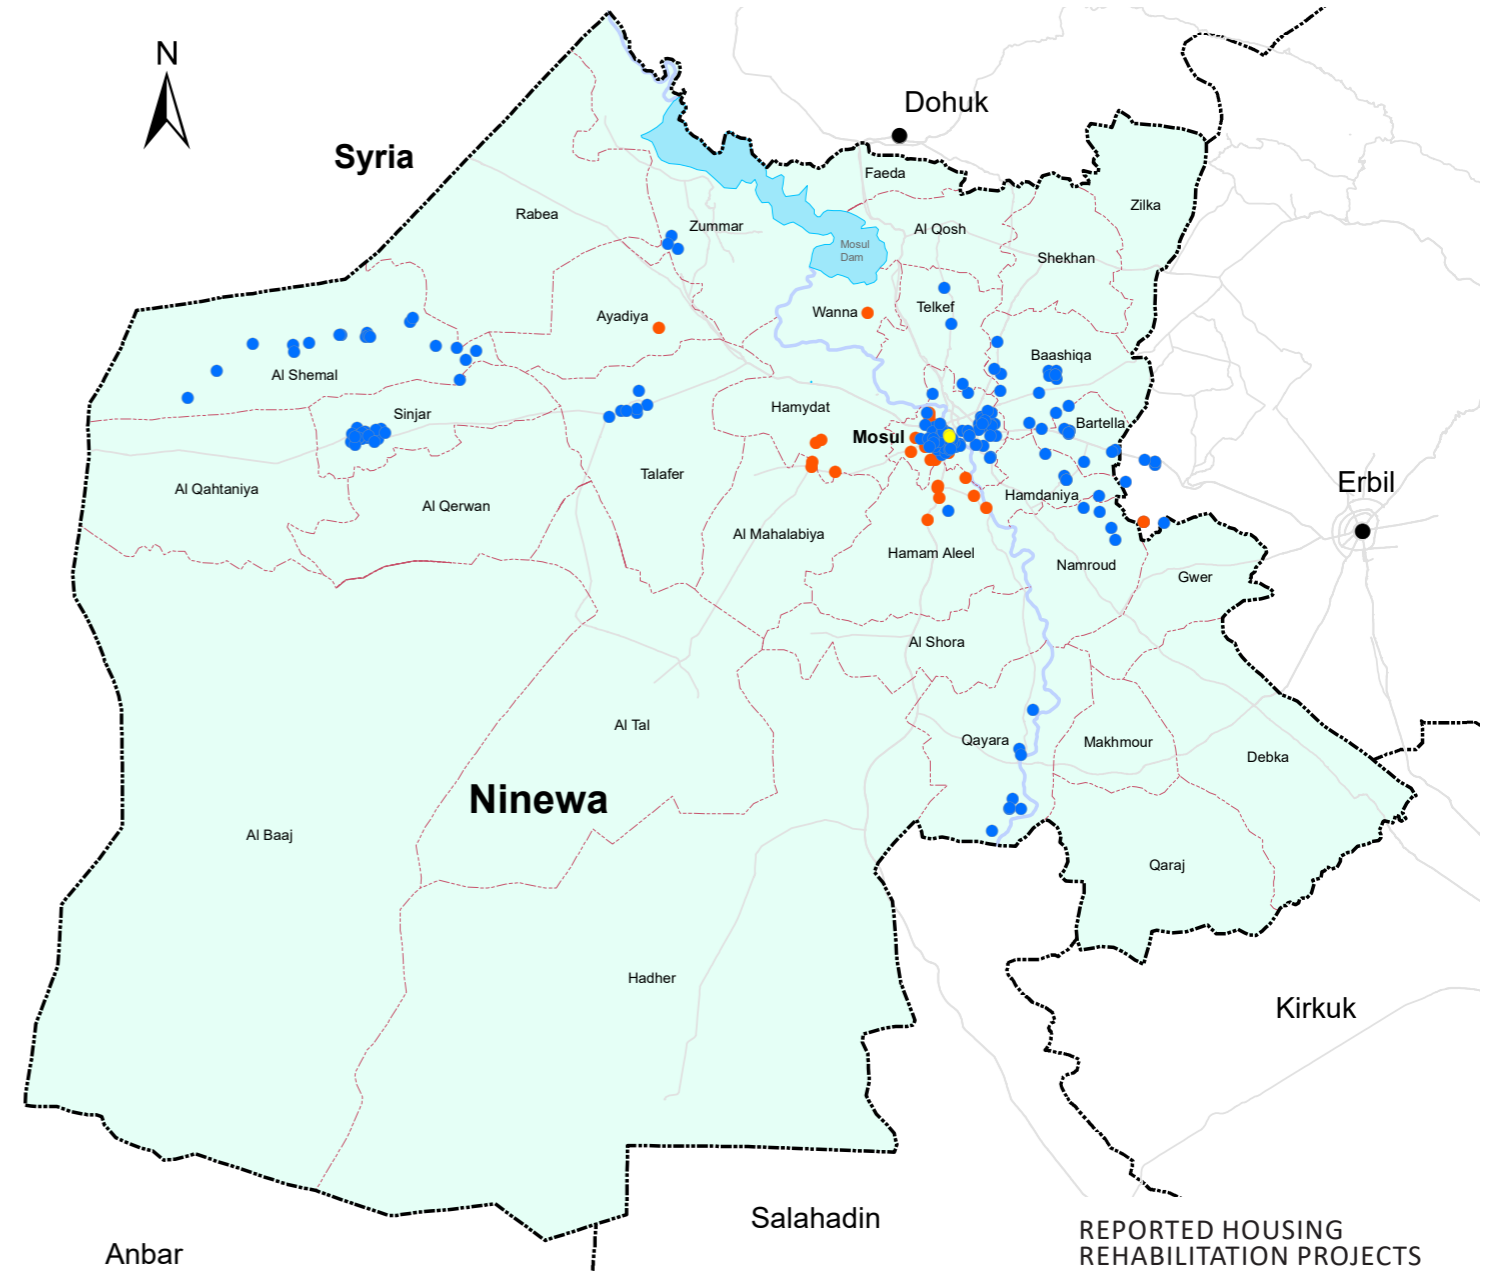 N
Dohuk
Syria
Faeda
Zilka
Rabea
Zummar
Al Qosh
Mosul
Dam
Shekhan
Wanna
Telkef
Ayadiya
Baashiqa
Al Shemal
Sinjar
Hamydat
Bartella
Mosul
Talafer
Erbil
Al Qahtaniya
Al Qerwan
Hamdaniya
Al Mahalabiya
Hamam Aleel
Namroud
Gwer
Al Shora
Al Tal
Qayara
Makhmour
Debka
Ninewa
Al Baaj
Qaraj
Hadher
Kirkuk
Salahadin
Anbar
REPORTED HOUSING
REHABILITATION PROJECTS